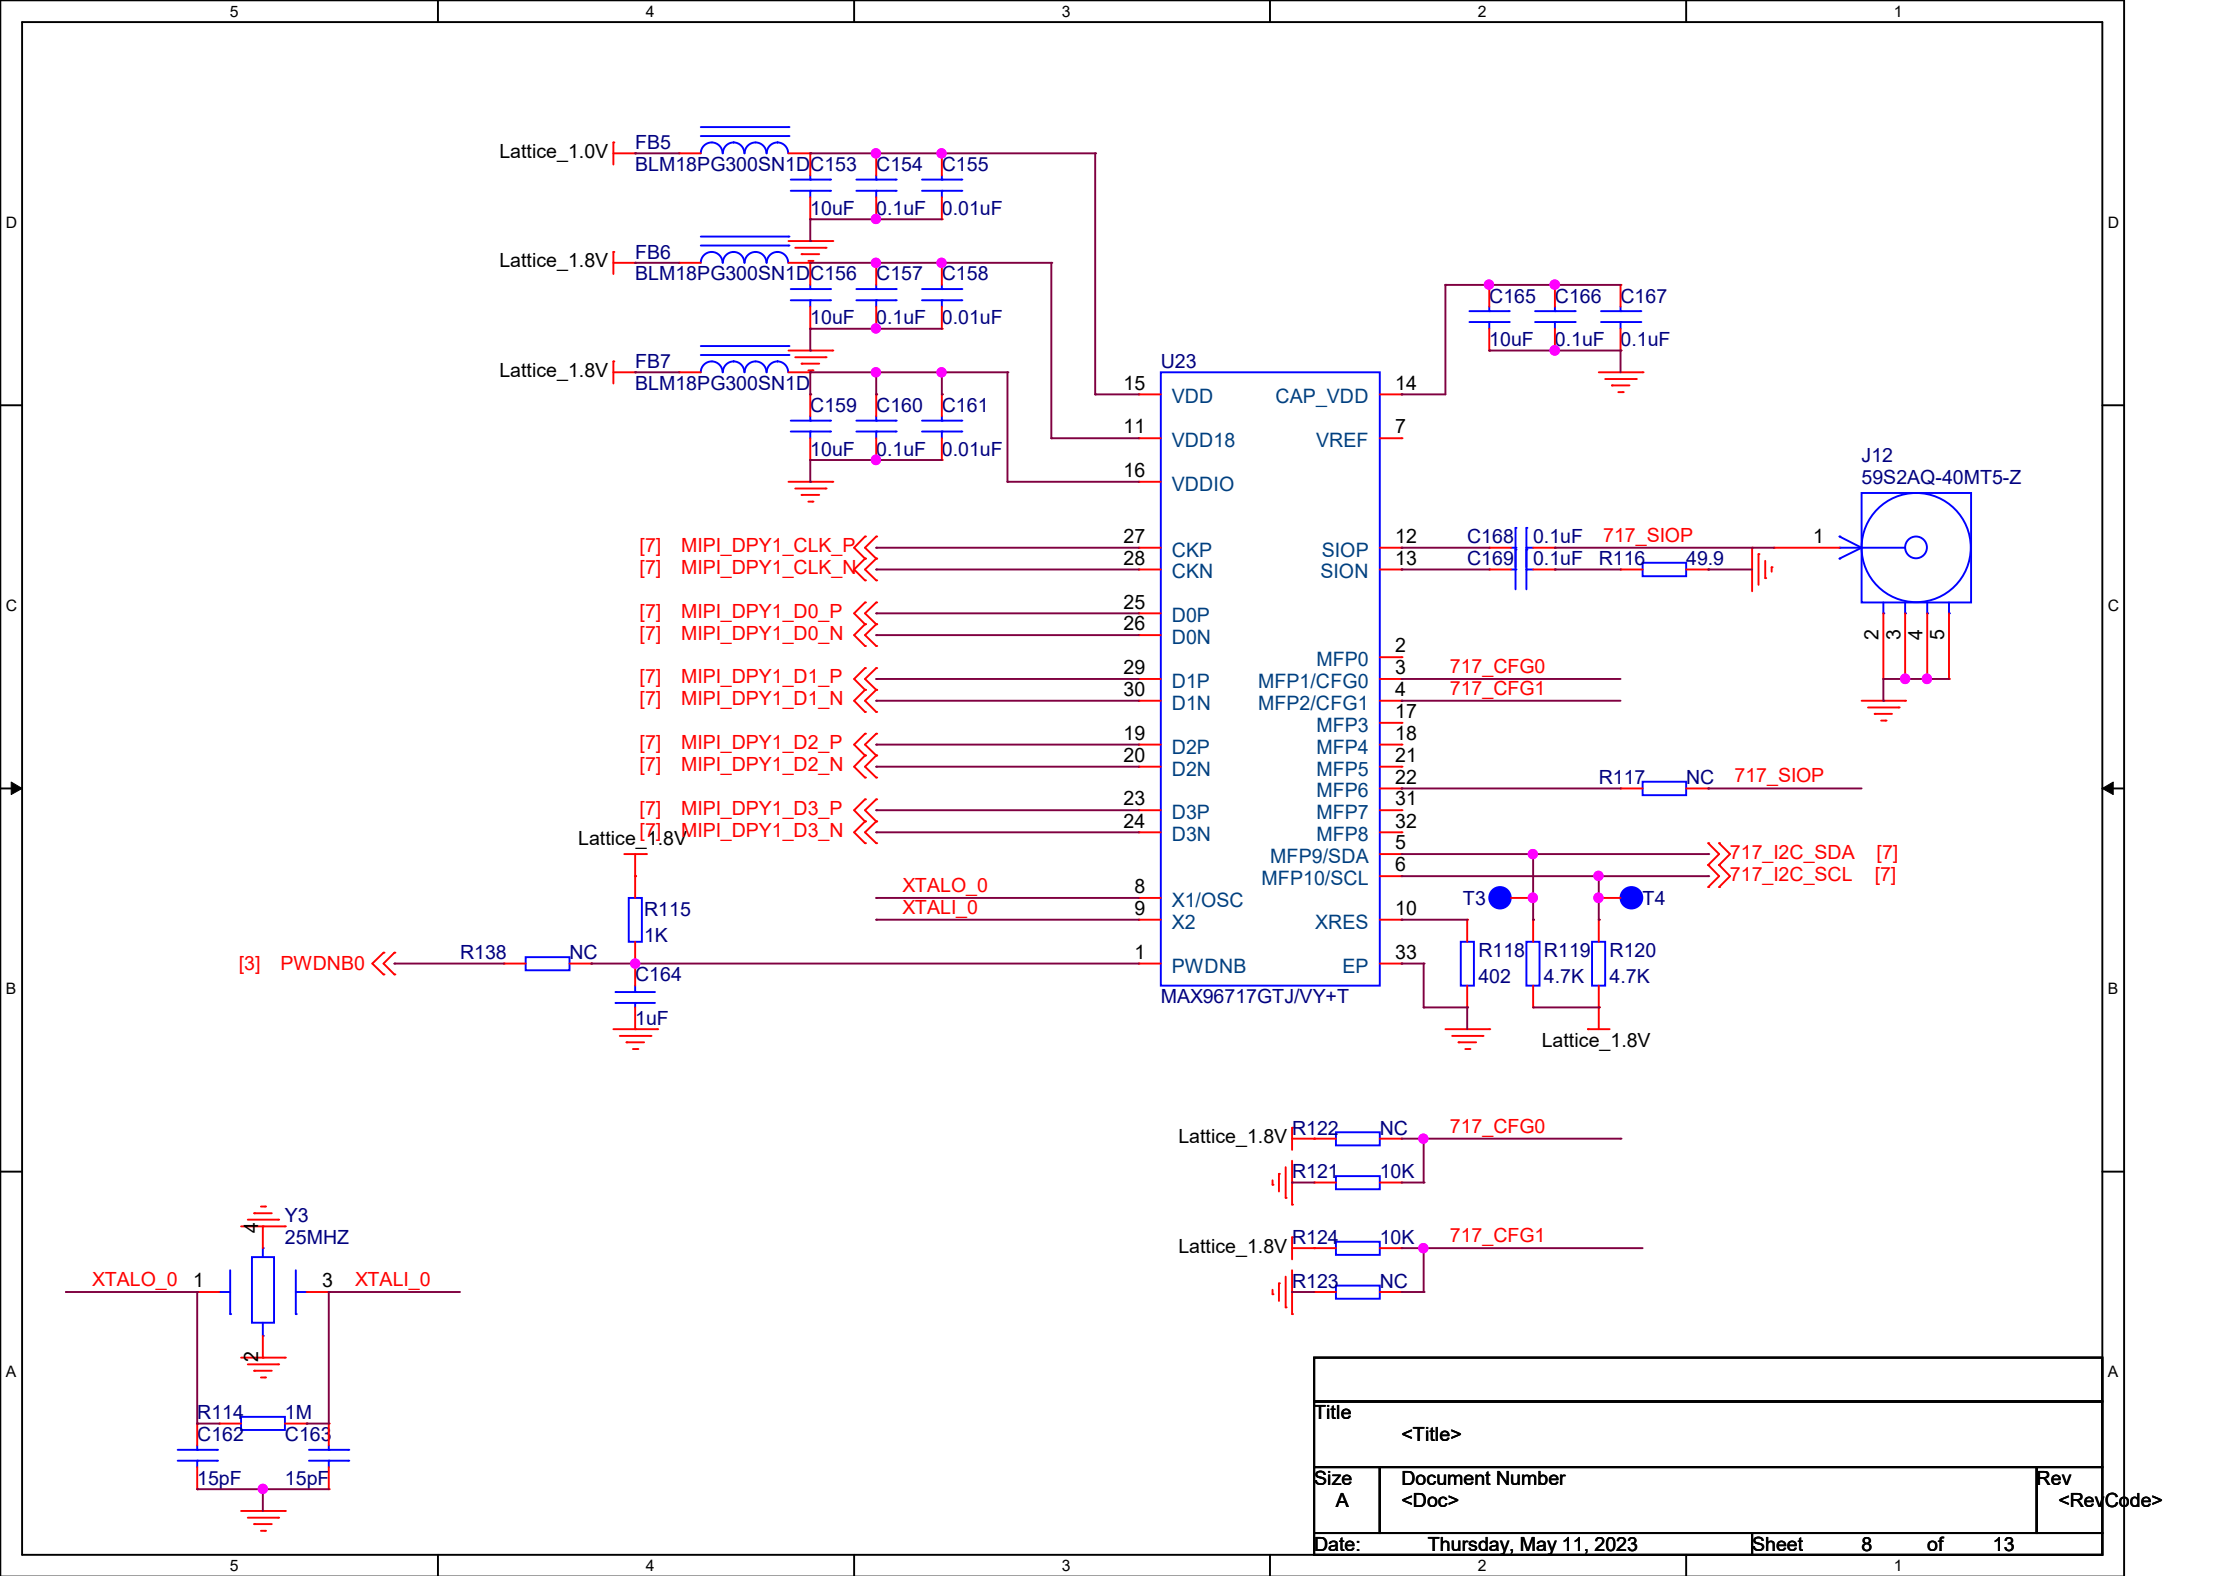 5 4 3 2 1
D D
C C
B B
A A
Lattice_1.0V
FB5
BLM18PG300SN1D
C153 C154 C155
10uF 0.1uF 0.01uF
Lattice_1.8V
FB6
BLM18PG300SN1D
C156 C157 C158
10uF 0.1uF 0.01uF
Lattice_1.8V
FB7
BLM18PG300SN1D
C159 C160 C161
10uF 0.1uF 0.01uF
C165 C166 C167
10uF 0.1uF 0.1uF
U23
15 VDD CAP_VDD 14
11 VDD18 VREF 7
16 VDDIO
J12
59S2AQ-40MT5-Z
1
2 3 4 5
[7] MIPI_DPY1_CLK_P 27 CKP SIOP 12 C168 0.1uF 717_SIOP
[7] MIPI_DPY1_CLK_N 28 CKN SION 13 C169 0.1uF R116 49.9
[7] MIPI_DPY1_D0_P 25 D0P
[7] MIPI_DPY1_D0_N 26 D0N
MFP0 2
[7] MIPI_DPY1_D1_P 29 D1P MFP1/CFG0 3 717_CFG0
[7] MIPI_DPY1_D1_N 30 D1N MFP2/CFG1 4 717_CFG1
MFP3 17
[7] MIPI_DPY1_D2_P 19 D2P MFP4 18
[7] MIPI_DPY1_D2_N 20 D2N MFP5 21
MFP6 22 R117 NC 717_SIOP
[7] MIPI_DPY1_D3_P 23 D3P MFP7 31
[7] MIPI_DPY1_D3_N 24 D3N MFP8 32
Lattice_1.8V
MFP9/SDA 5 717_I2C_SDA [7]
MFP10/SCL 6 717_I2C_SCL [7]
T3 T4
XTALO_0 8 X1/OSC
XTALI_0 9 X2 XRES 10
R115
1K
R118 R119 R120
402 4.7K 4.7K
[3] PWDNB0 R138 NC 1 PWDNB EP 33
C164
1uF
MAX96717GTJ/VY+T
Lattice_1.8V
Lattice_1.8V R122 NC 717_CFG0
R121 10K
Lattice_1.8V R124 10K 717_CFG1
R123 NC
Y3
25MHZ
4
XTALO_0 1 3 XTALI_0
2
R114 1M
C162 C163
15pF 15pF
Title
<Title>
Size Document Number Rev
A <Doc> <RevCode>
Date: Thursday, May 11, 2023 Sheet 8 of 13
5 4 3 2 1